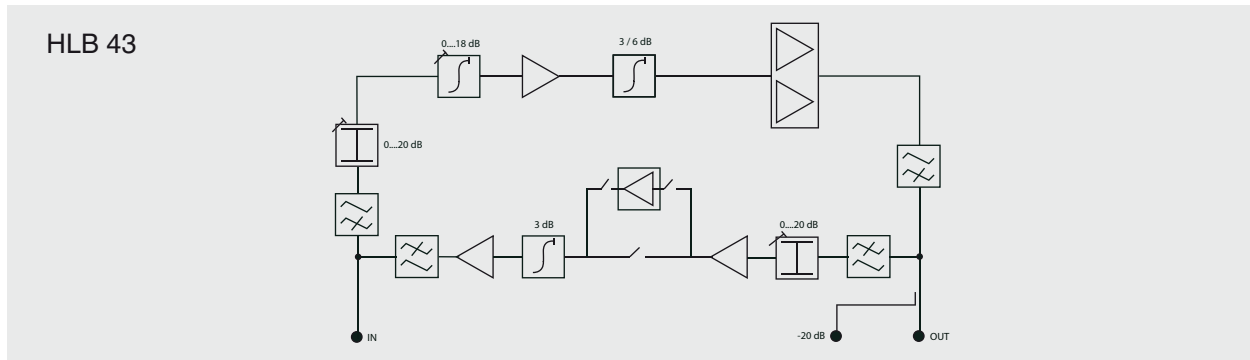 HLB 43
0....18 dB
3 / 6 dB
0....20 dB
3 dB
0....20 dB
IN
-20 dB
OUT